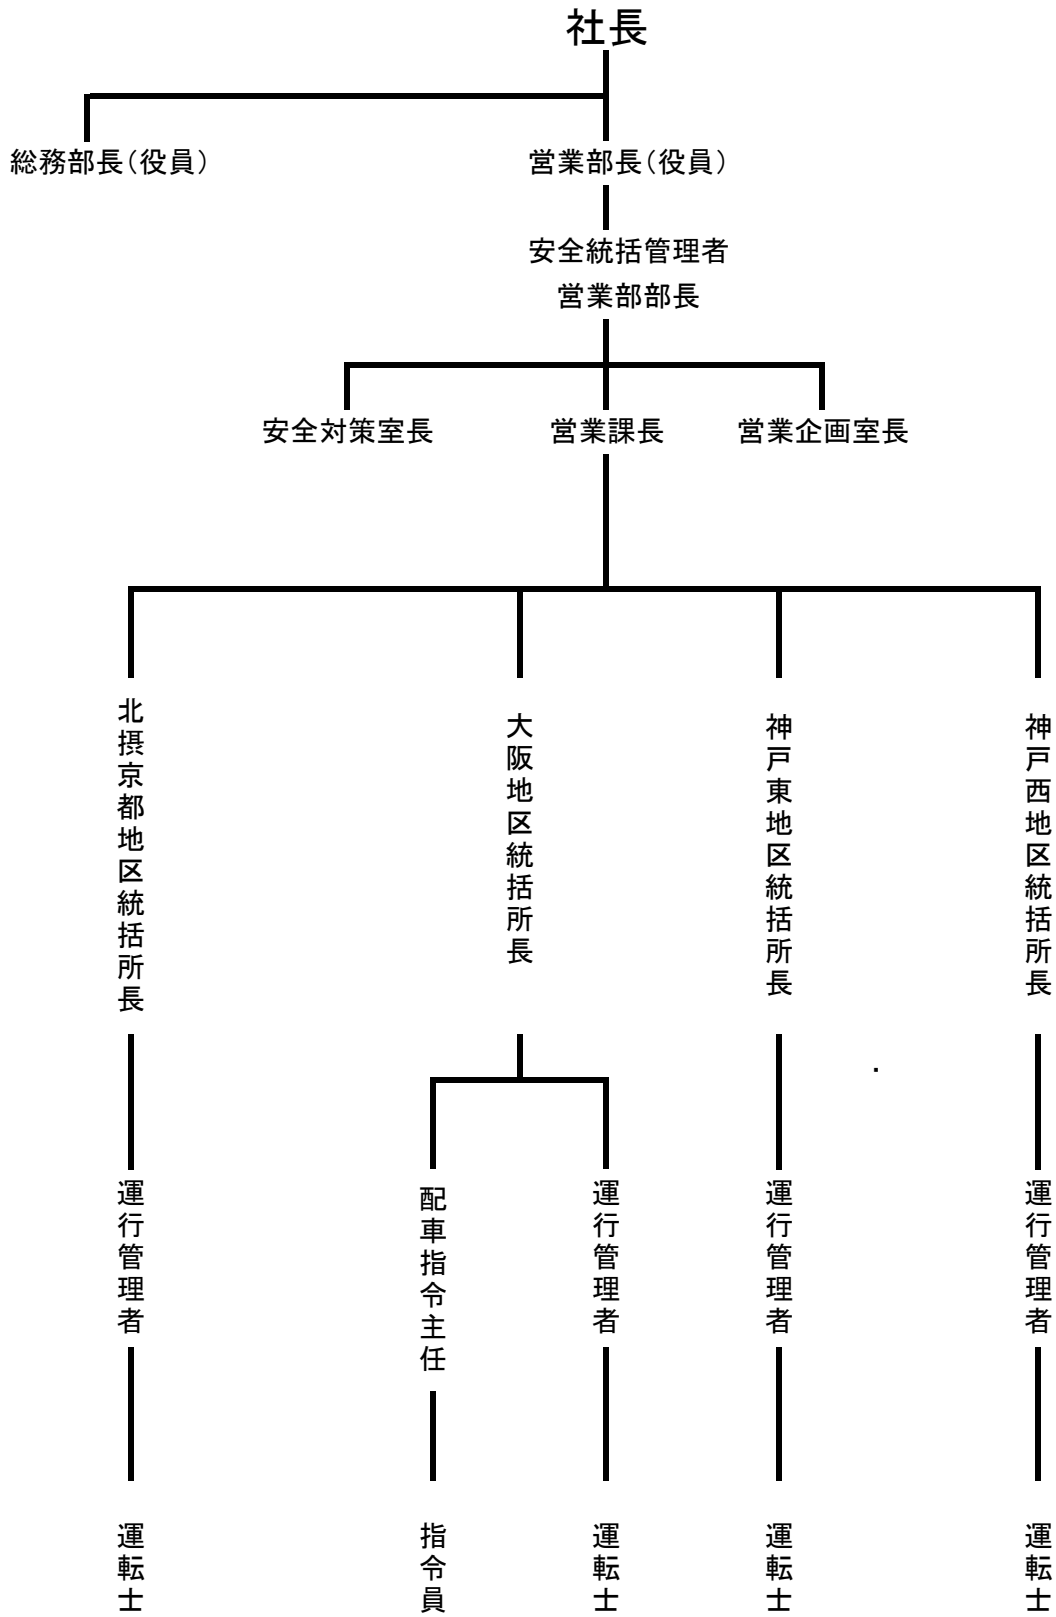 社長
総務部長（役員）
営業部長（役員）
安全統括管理者
営業部部長
安全対策室長
営業課長
営業企画室長
北摂京都地区統括所長
大阪地区統括所長
神戸東地区統括所長
神戸西地区統括所長
運行管理者
配車指令主任
運行管理者
運行管理者
運行管理者
運転士
指令員
運転士
運転士
運転士